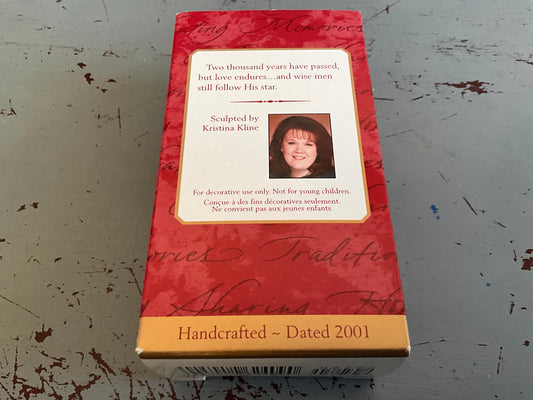 Memories
Two thousand years have passed,
but love endures...and wise men
still follow His star.
Sculpted by
Kristina Kline
For decorative use only. Not for young children.
Conçue à des fins décoratives seulement.
Ne convient pas aux jeunes enfants.
Sharing
Handcrafted ~ Dated 2001